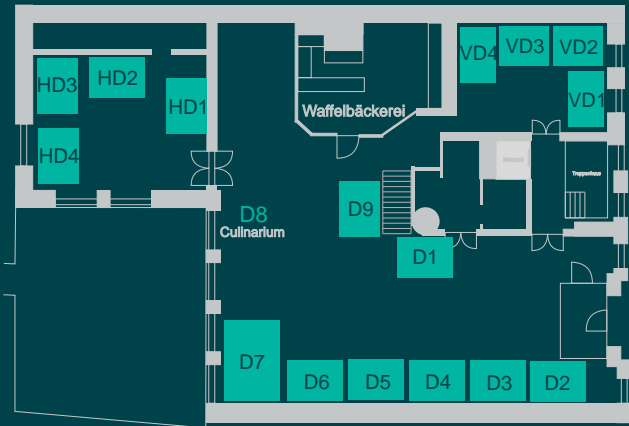 VD4
VD3
VD2
HD3
HD2
HD1
VD1
Waffelbäckerei
HD4
Treppenhaus
D9
D8
Culinarium
D1
D7
D6
D5
D4
D3
D2